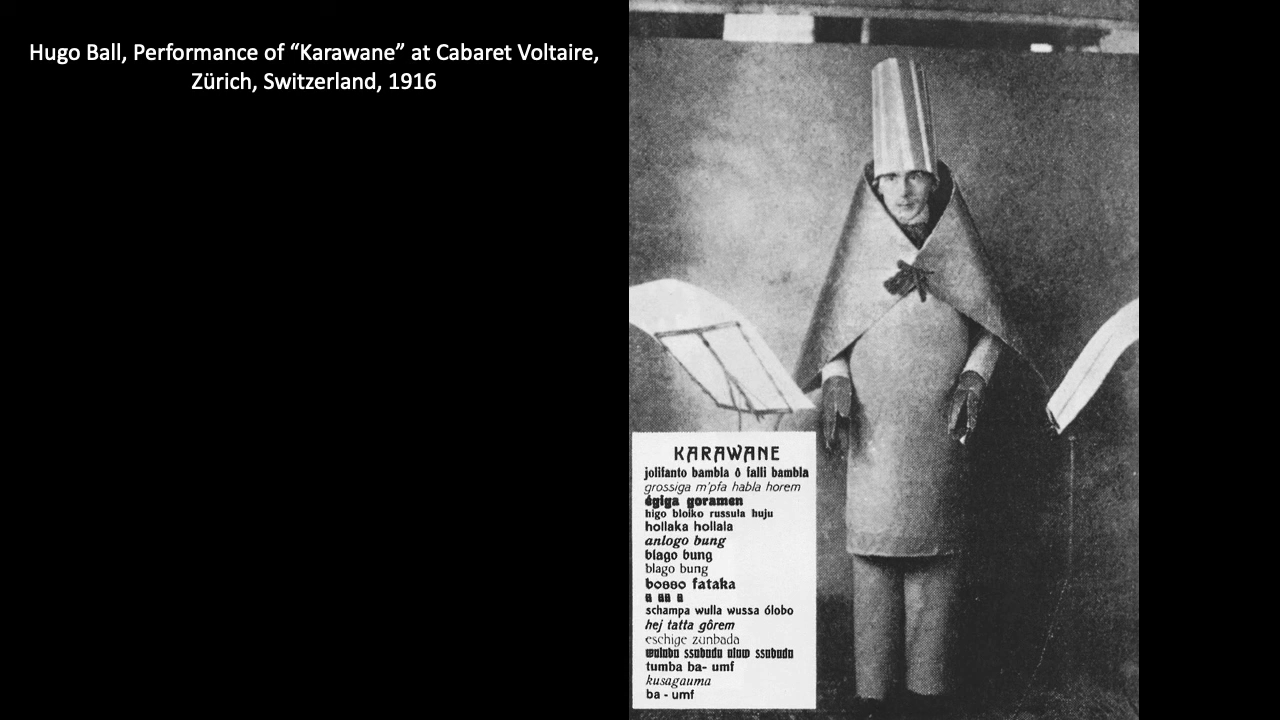 Hugo Ball, Performance of “Karawane” at Cabaret Voltaire,
Zürich, Switzerland, 1916
KARAWANE
jolifanto bambla ô falli bambla
grossiga m'pfa habla horem
égiga goramen
higo bloiko russula huju
hollaka hollala
anlogo bung
blago bung
blago bung
bosso fataka
ü üü ü
schampa wulla wussa ólobo
hej tatta gôrem
eschige zunbada
wulubu ssubudu uluw ssubudu
tumba ba- umf
kusagauma
ba - umf